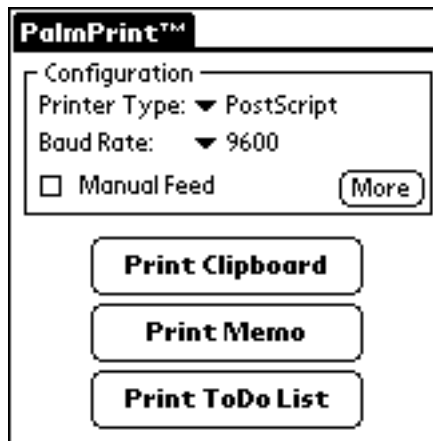 PalmPrint™
Configuration
Printer Type: PostScript
Baud Rate: 9600
Manual Feed More
Print Clipboard
Print Memo
Print ToDo List